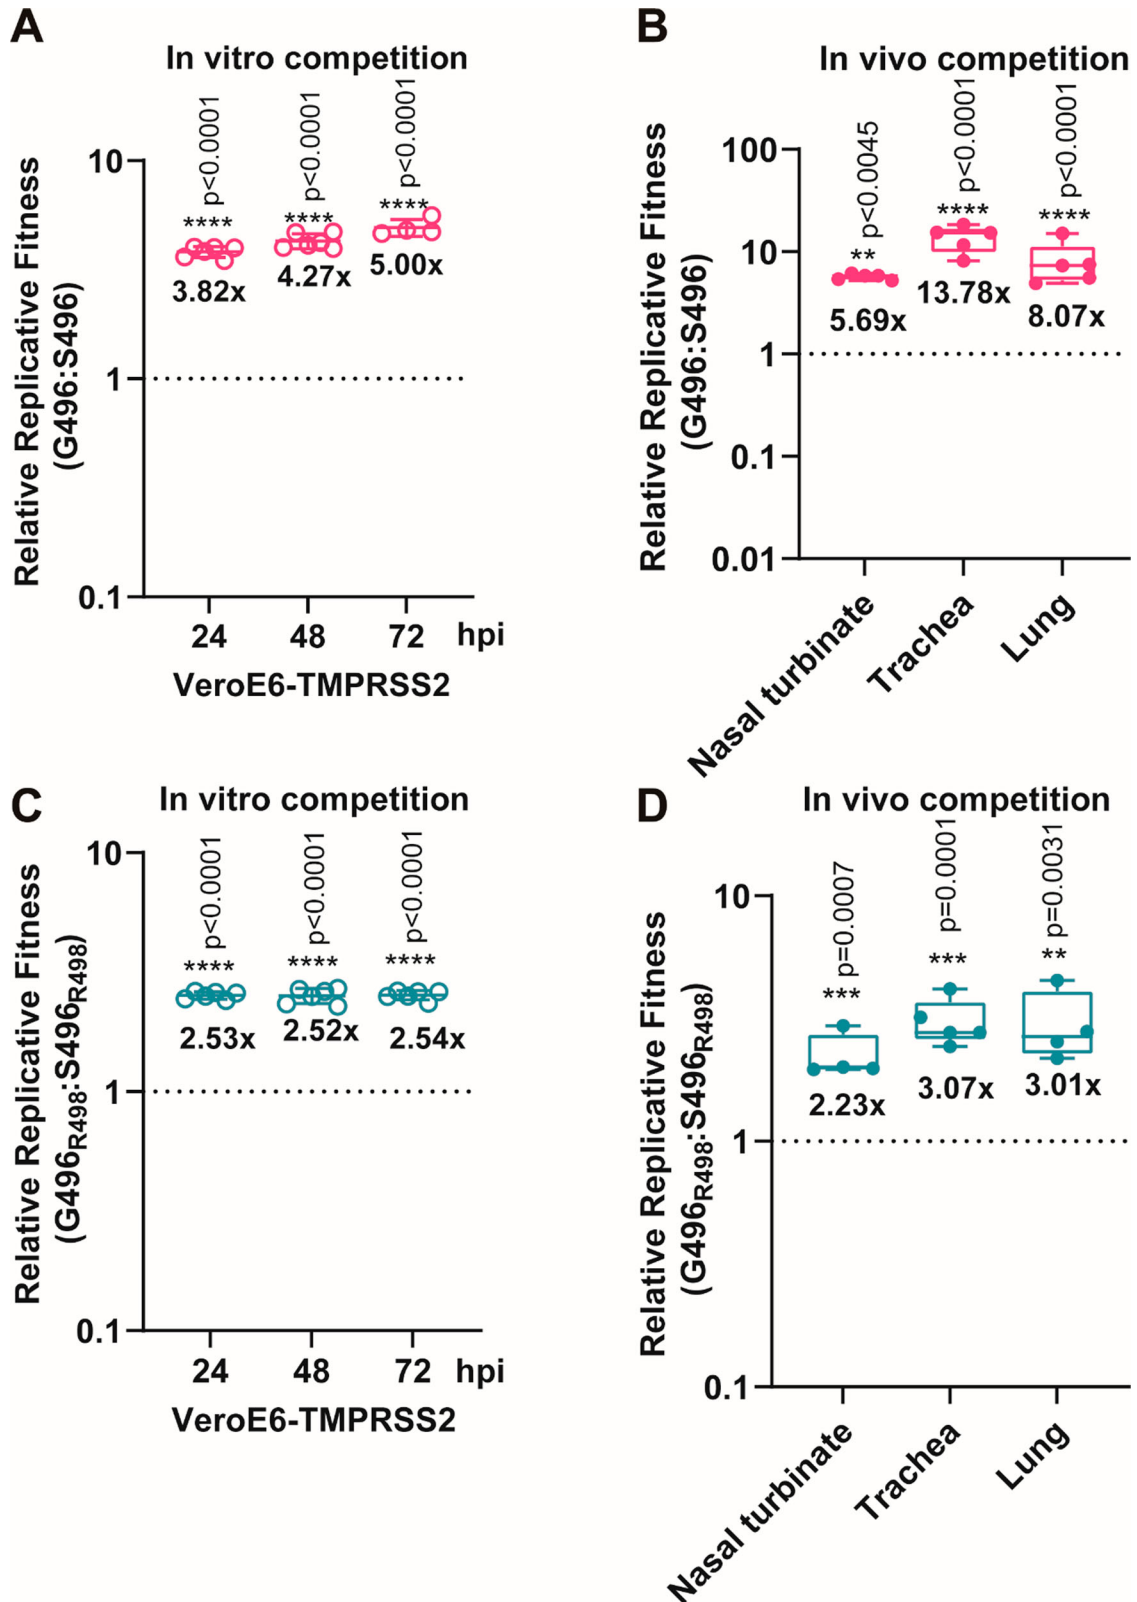 A
In vitro competition
Relative Replicative Fitness
(G496:S496)
10
1
0.1
p<0.0001
p<0.0001
p<0.0001
****
****
****
3.82x
4.27x
5.00x
24
48
72
hpi
VeroE6-TMPRSS2
B
In vivo competition
Relative Replicative Fitness
(G496:S496)
100
10
1
0.1
0.01
p<0.0045
p<0.0001
p<0.0001
**
****
****
5.69x
13.78x
8.07x
Nasal turbinate
Trachea
Lung
C
In vitro competition
Relative Replicative Fitness
(G496R498:S496R498)
10
1
0.1
p<0.0001
p<0.0001
p<0.0001
****
****
****
2.53x
2.52x
2.54x
24
48
72
hpi
VeroE6-TMPRSS2
D
In vivo competition
Relative Replicative Fitness
(G496R498:S496R498)
10
1
0.1
p=0.0007
p=0.0001
p=0.0031
***
***
**
2.23x
3.07x
3.01x
Nasal turbinate
Trachea
Lung